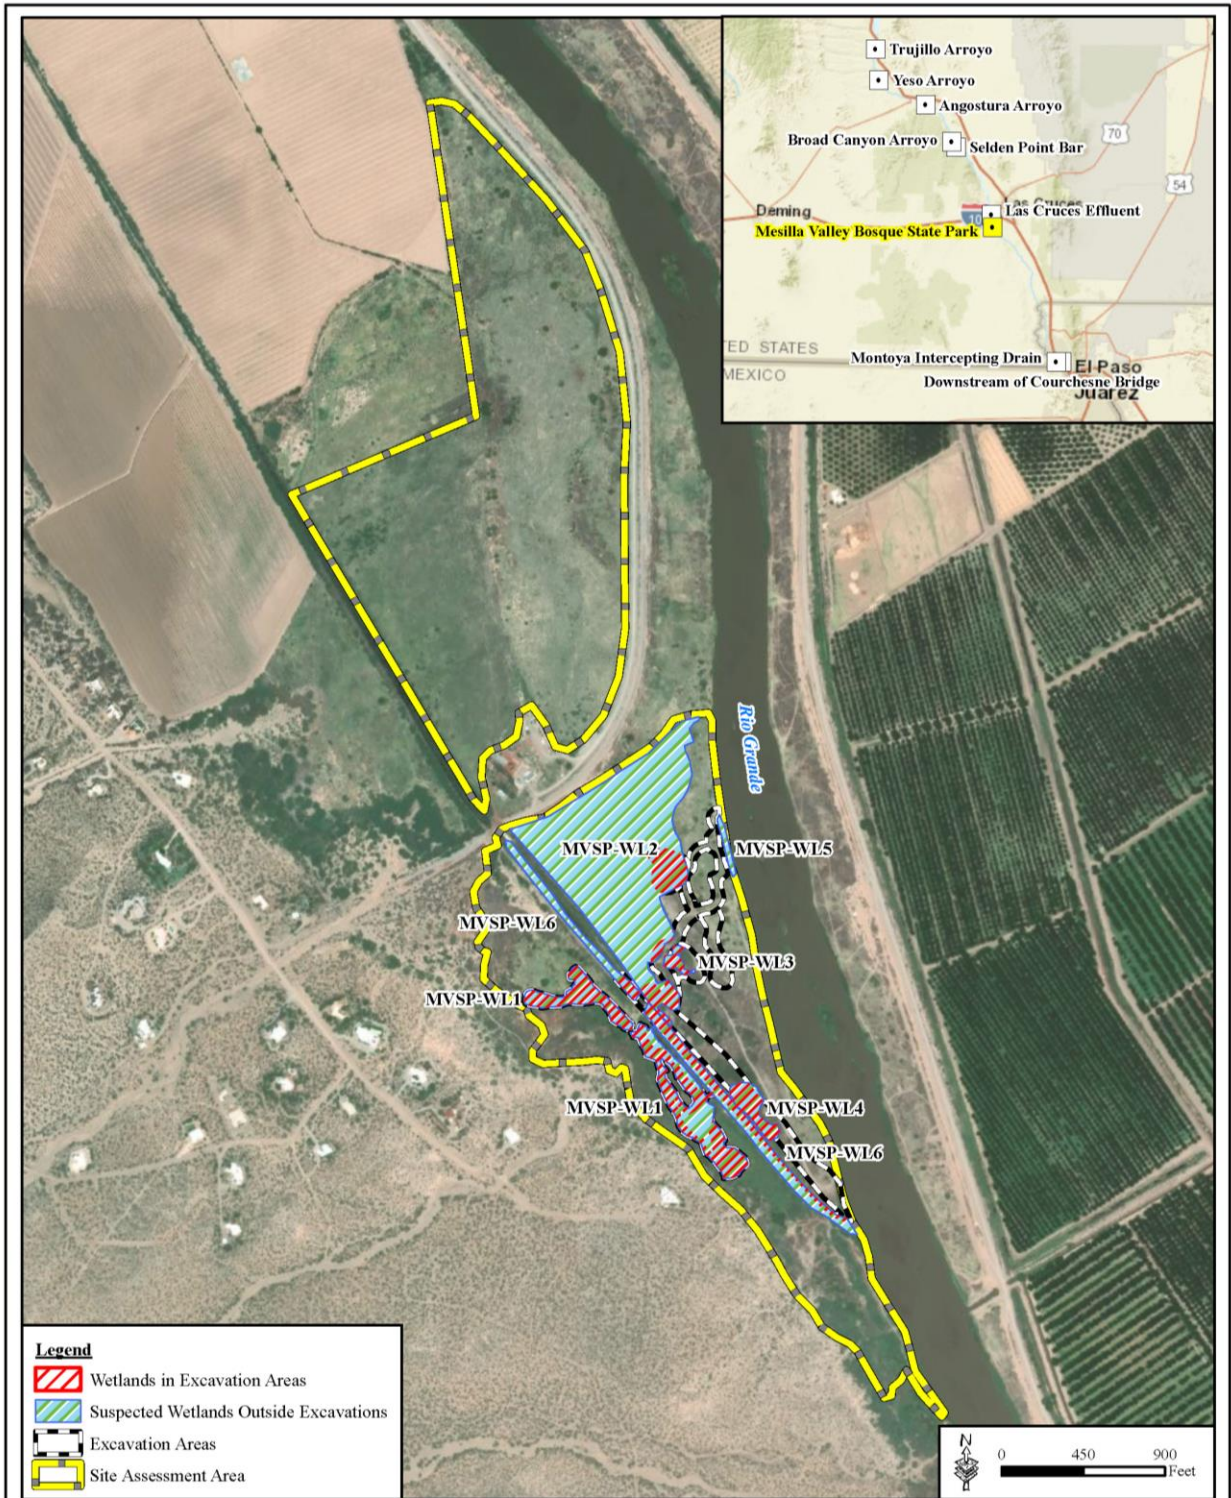 Trujillo Arroyo
Yeso Arroyo
Angostura Arroyo
70
Broad Canyon Arroyo
Selden Point Bar
54
Las Cruces
Deming
10
Las Cruces Effluent
Mesilla Valley Bosque State Park
TED STATES
MEXICO
Montoya Intercepting Drain
El Paso
Downstream of Courchesne Bridge
Juarez
Rio Grande
MVSP-WL2
MVSP-WL5
MVSP-WL6
MVSP-WL3
MVSP-WL1
MVSP-WL1
MVSP-WL4
MVSP-WL6
Legend
Wetlands in Excavation Areas
Suspected Wetlands Outside Excavations
Excavation Areas
Site Assessment Area
N
0 450 900
Feet